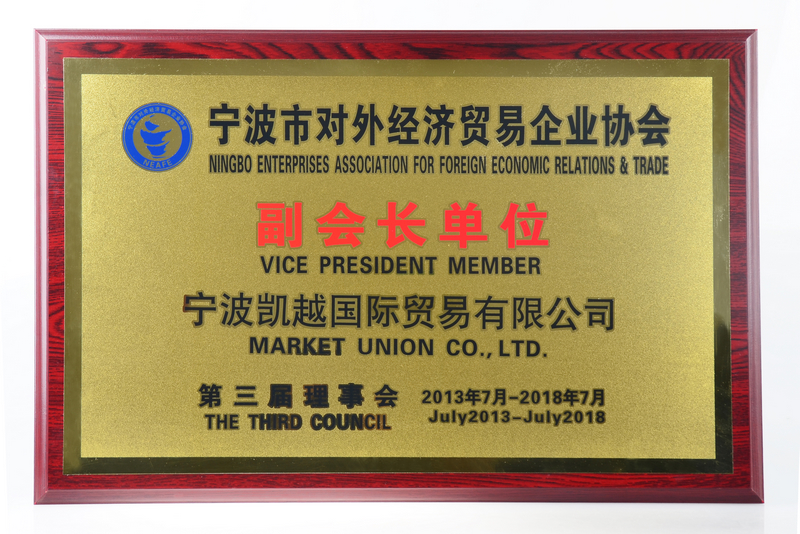 宁波市对外经济贸易企业协会
NINGBO ENTERPRISES ASSOCIATION FOR FOREIGN ECONOMIC RELATIONS & TRADE
NEAFE
副会长单位
VICE PRESIDENT MEMBER
宁波凯越国际贸易有限公司
MARKET UNION CO., LTD.
第三届理事会 2013年7月-2018年7月
THE THIRD COUNCIL July2013-July2018